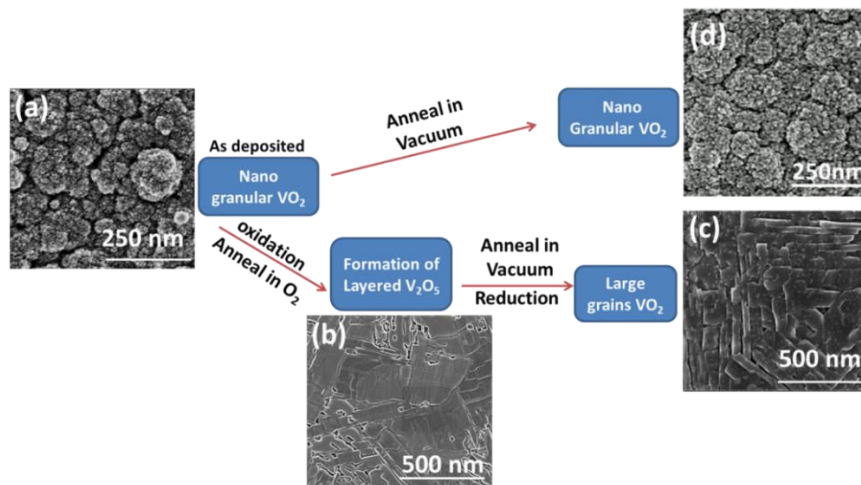 (a)
250 nm
As deposited
Nano
granular VO₂
Anneal in
Vacuum
Nano
Granular VO₂
(d)
250nm
oxidation
Anneal in O₂
Formation of
Layered V₂O₅
(b)
500 nm
Anneal in
Vacuum
Reduction
Large
grains VO₂
(c)
500 nm